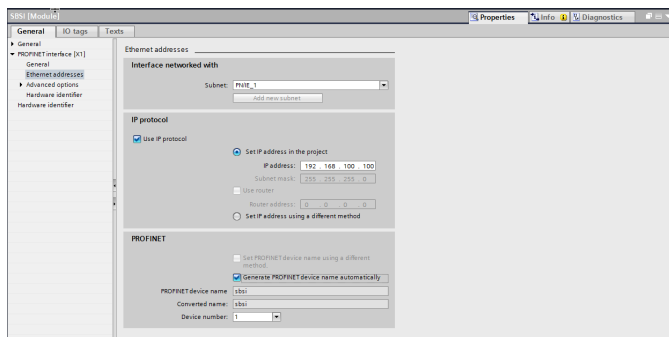 SBSI [Module]
Properties Info Diagnostics
General IO tags Texts
General
PROFINET interface [X1]
General
Ethernet addresses
Advanced options
Hardware identifier
Hardware identifier
Ethernet addresses
Interface networked with
Subnet: PN/IE_1
Add new subnet
IP protocol
Use IP protocol
Set IP address in the project
IP address: 192 . 168 . 100 . 100
Subnet mask: 255 . 255 . 255 . 0
Use router
Router address: 0 . 0 . 0 . 0
Set IP address using a different method
PROFINET
Set PROFINET device name using a different
method.
Generate PROFINET device name automatically
PROFINET device name sbsi
Converted name: sbsi
Device number: 1